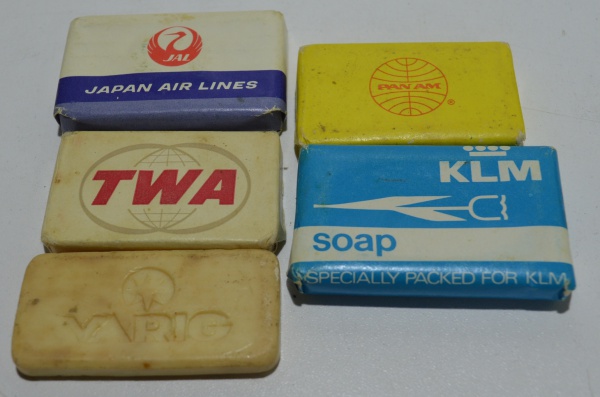 JAL
JAPAN AIR LINES
PAN AM
®
TWA
KLM
soap
SPECIALLY PACKED FOR KLM
VARIG